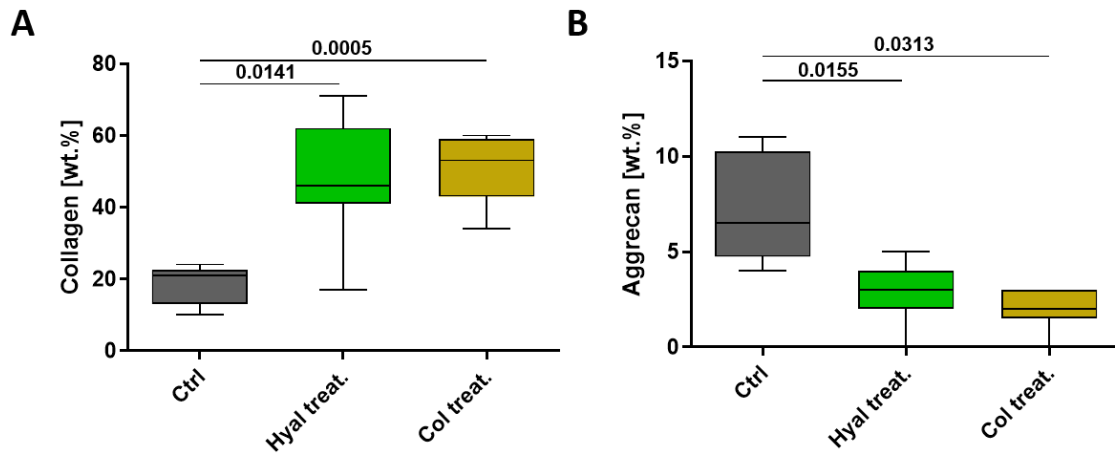 A
0.0005
0.0141
Collagen [wt.%]
80
60
40
20
0
Ctrl
Hyal treat.
Col treat.
B
0.0313
0.0155
Aggrecan [wt.%]
15
10
5
0
Ctrl
Hyal treat.
Col treat.